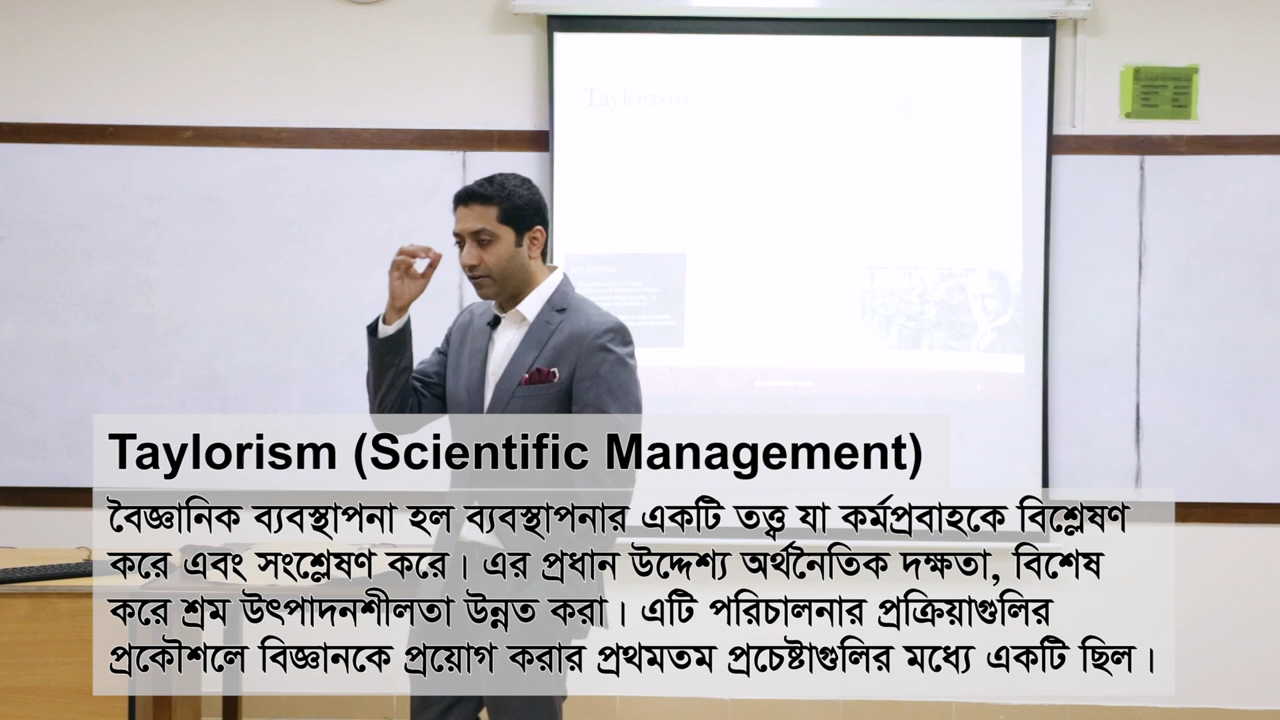 Taylorism
Taylorism (Scientific Management)
বৈজ্ঞানিক ব্যবস্থাপনা হল ব্যবস্থাপনার একটি তত্ত্ব যা কর্মপ্রবাহকে বিশ্লেষণ
করে এবং সংশ্লেষণ করে। এর প্রধান উদ্দেশ্য অর্থনৈতিক দক্ষতা, বিশেষ
করে শ্রম উৎপাদনশীলতা উন্নত করা। এটি পরিচালনার প্রক্রিয়াগুলির
প্রকৌশলে বিজ্ঞানকে প্রয়োগ করার প্রথমতম প্রচেষ্টাগুলির মধ্যে একটি ছিল।